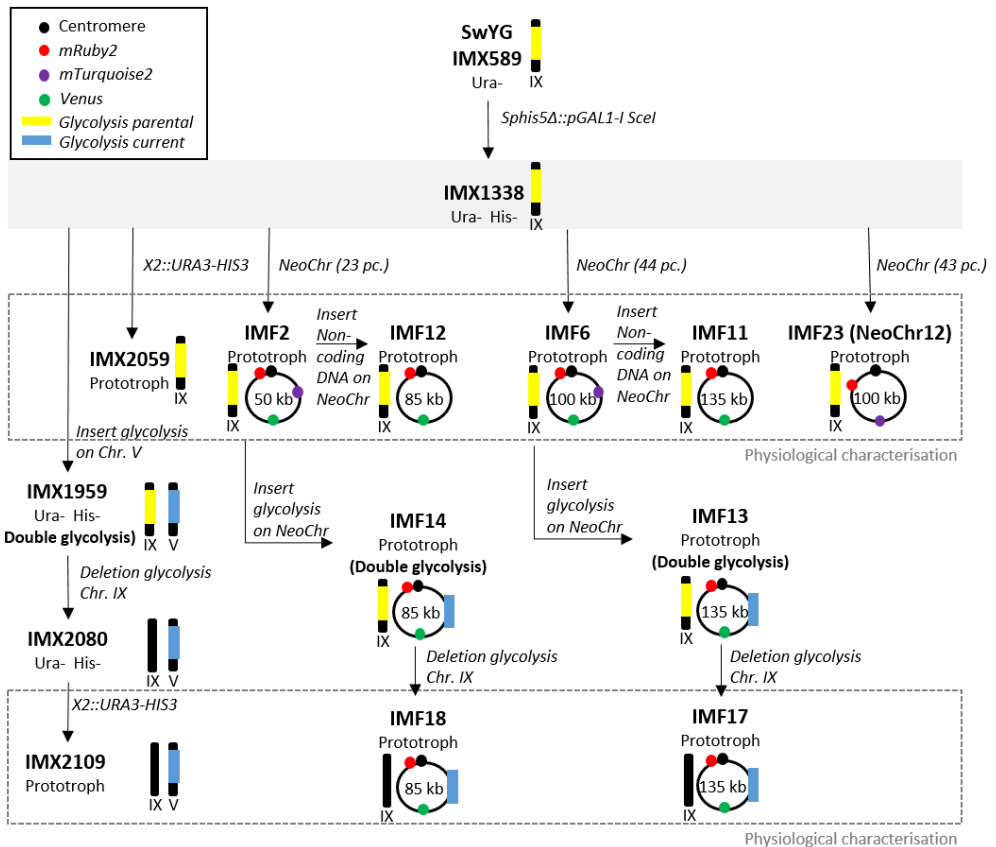 Centromere
mRuby2
mTurquoise2
Venus
Glycolysis parental
Glycolysis current
SwYG
IMX589
Ura-
IX
Sphis5Δ::pGAL1-I SceI
IMX1338
Ura- His-
IX
X2::URA3-HIS3
NeoChr (23 pc.)
NeoChr (44 pc.)
NeoChr (43 pc.)
IMX2059
Prototroph
IX
IMF2
Prototroph
50 kb
IX
Insert
Non-
coding
DNA on
NeoChr
IMF12
Prototroph
85 kb
IX
IMF6
Prototroph
100 kb
IX
Insert
Non-
coding
DNA on
NeoChr
IMF11
Prototroph
135 kb
IX
IMF23 (NeoChr12)
Prototroph
100 kb
IX
Physiological characterisation
Insert glycolysis
on Chr. V
IMX1959
Ura- His-
Double glycolysis)
IX V
Insert
glycolysis
on NeoChr
IMF14
Prototroph
(Double glycolysis)
85 kb
IX
Insert
glycolysis
on NeoChr
IMF13
Prototroph
(Double glycolysis)
135 kb
IX
Deletion glycolysis
Chr. IX
IMX2080
Ura- His-
IX V
Deletion glycolysis
Chr. IX
Deletion glycolysis
Chr. IX
X2::URA3-HIS3
IMX2109
Prototroph
IX V
IMF18
Prototroph
85 kb
IX
IMF17
Prototroph
135 kb
IX
Physiological characterisation